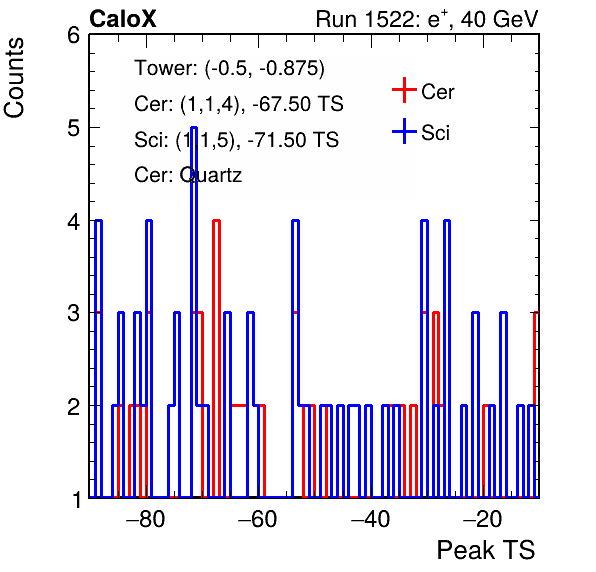 CaloX Run 1522: e+, 40 GeV
Counts
6
5
4
3
2
1
Tower: (-0.5, -0.875)
Cer: (1,1,4), -67.50 TS
Sci: (1,1,5), -71.50 TS
Cer: Quartz
Cer
Sci
−80 −60 −40 −20
Peak TS